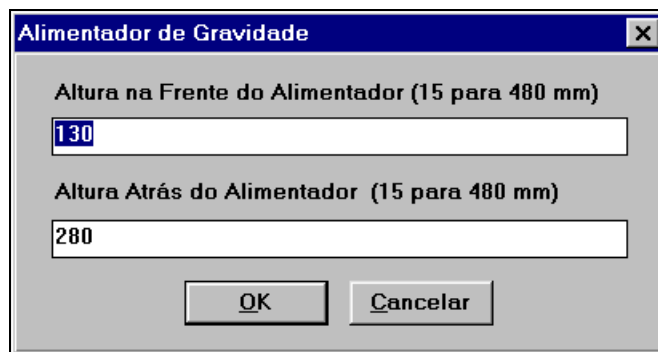 Alimentador de Gravidade
Altura na Frente do Alimentador (15 para 480 mm)
130
Altura Atrás do Alimentador (15 para 480 mm)
280
OK Cancelar